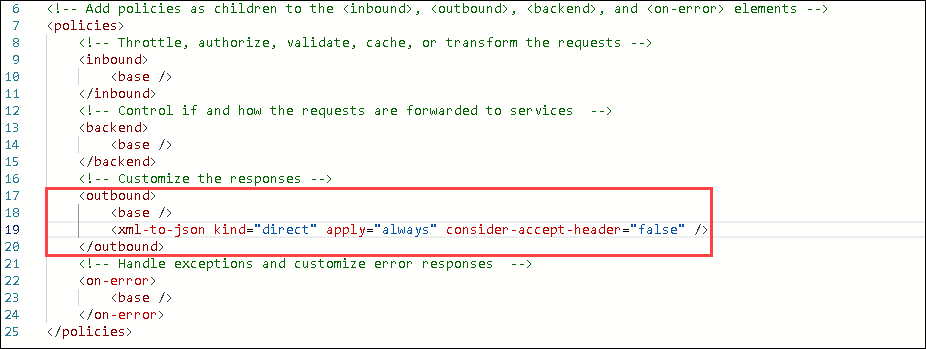 6 <!-- Add policies as children to the <inbound>, <outbound>, <backend>, and <on-error> elements -->
7 <policies>
8 <!-- Throttle, authorize, validate, cache, or transform the requests -->
9 <inbound>
10 <base />
11 </inbound>
12 <!-- Control if and how the requests are forwarded to services  -->
13 <backend>
14 <base />
15 </backend>
16 <!-- Customize the responses -->
17 <outbound>
18 <base />
19 <xml-to-json kind="direct" apply="always" consider-accept-header="false" />
20 </outbound>
21 <!-- Handle exceptions and customize error responses  -->
22 <on-error>
23 <base />
24 </on-error>
25 </policies>